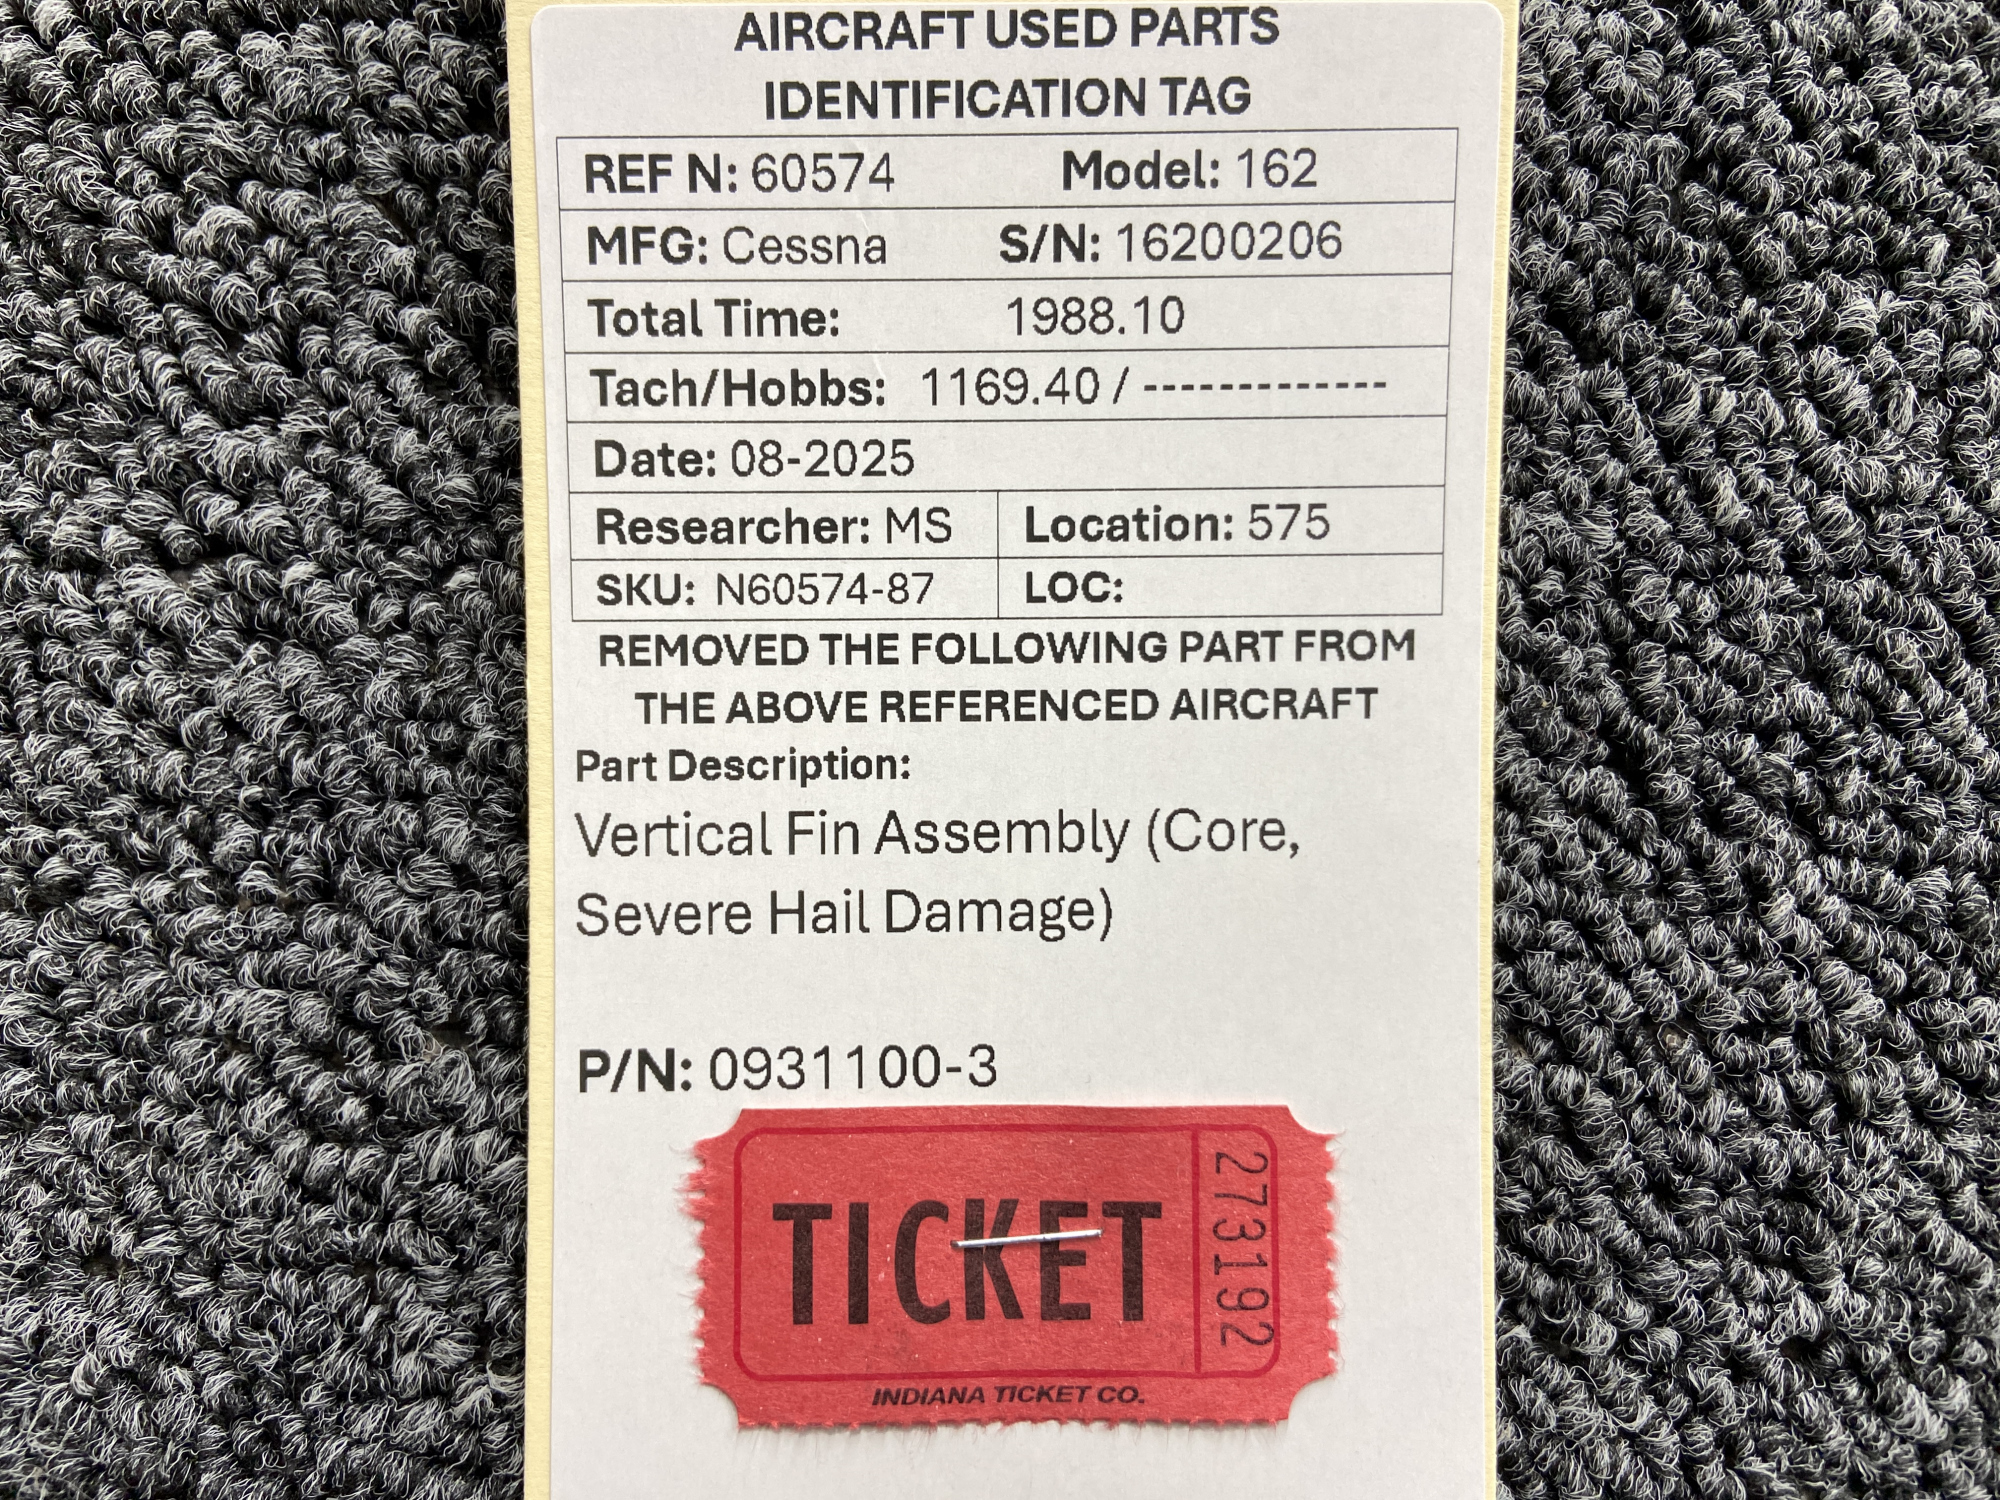 AIRCRAFT USED PARTS
IDENTIFICATION TAG
REF N: 60574 Model: 162
MFG: Cessna S/N: 16200206
Total Time: 1988.10
Tach/Hobbs: 1169.40 / -------------
Date: 08-2025
Researcher: MS Location: 575
SKU: N60574-87 LOC:
REMOVED THE FOLLOWING PART FROM
THE ABOVE REFERENCED AIRCRAFT
Part Description:
Vertical Fin Assembly (Core,
Severe Hail Damage)
P/N: 0931100-3
TICKET
273192
INDIANA TICKET CO.